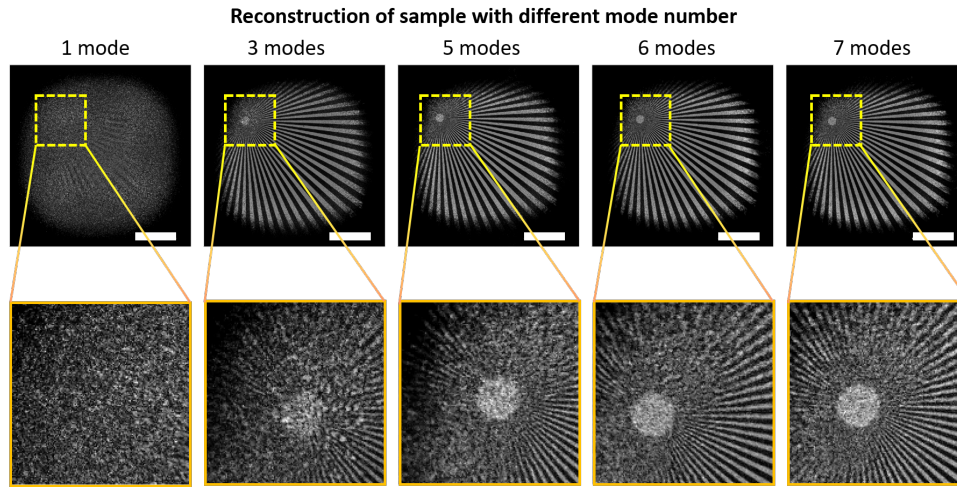 Reconstruction of sample with different mode number
1 mode
3 modes
5 modes
6 modes
7 modes